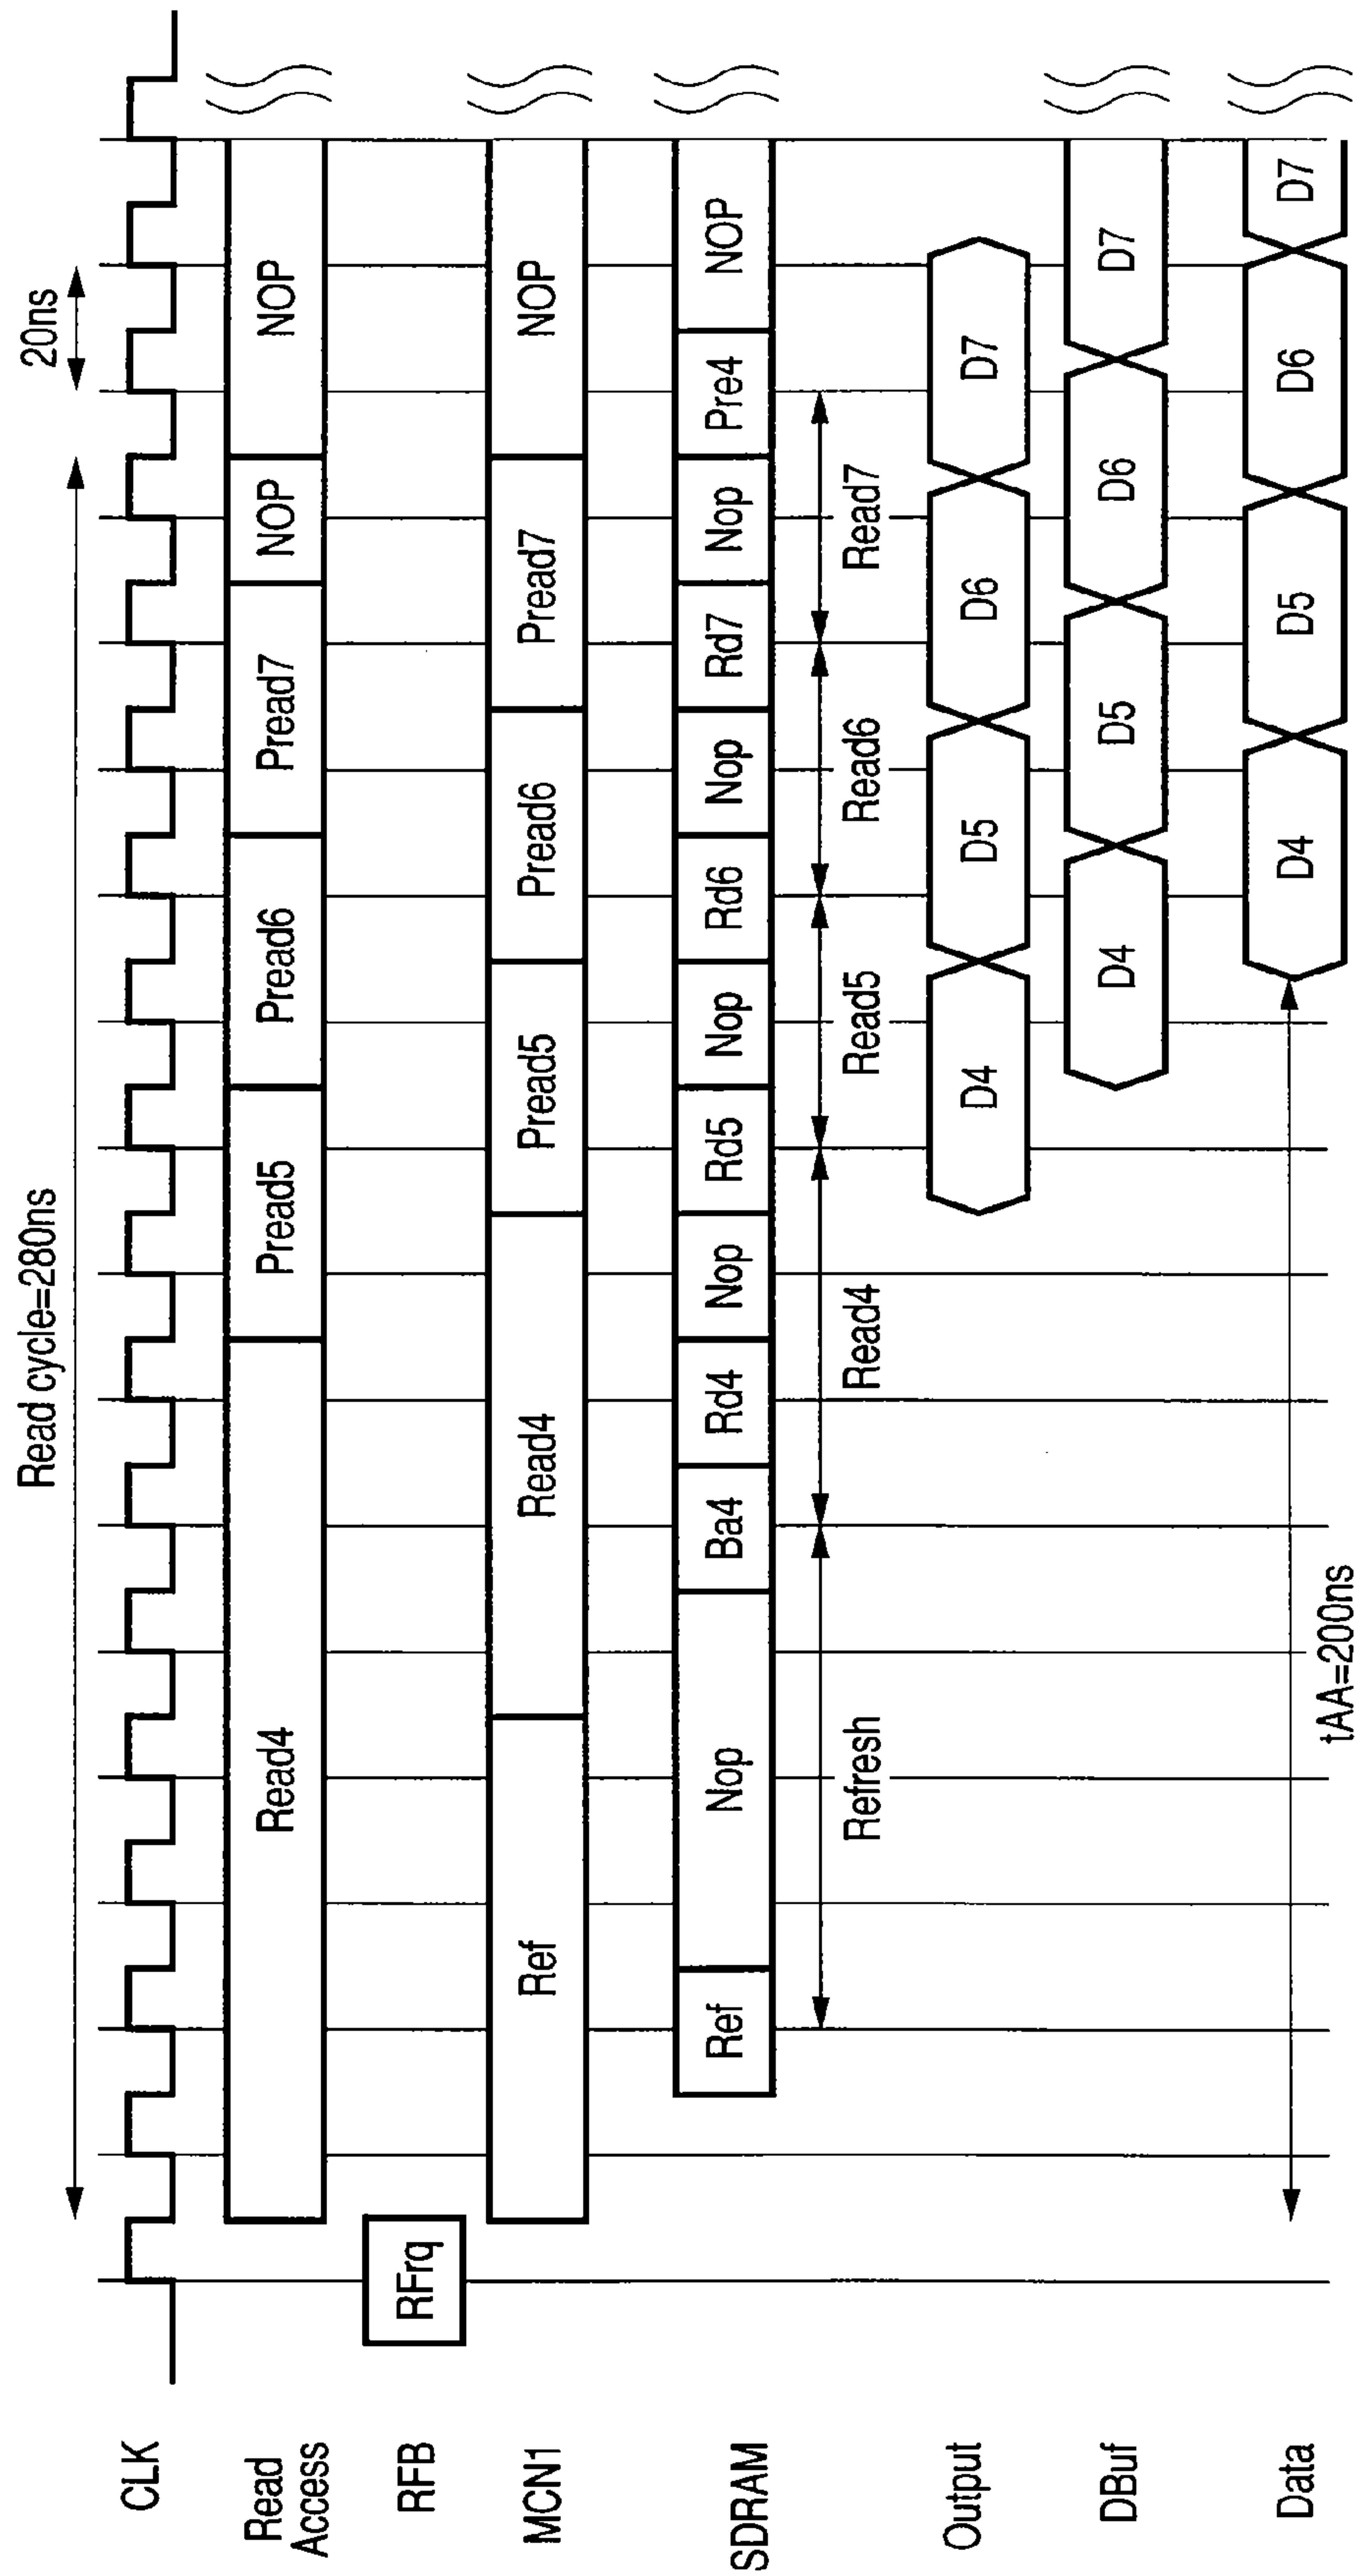 Read cycle=280ns
20ns
CLK
Read
Access
Read4
Pread5
Pread6
Pread7
NOP
NOP
RFB
RFrq
MCN1
Ref
Read4
Pread5
Pread6
Pread7
NOP
SDRAM
Ref
Nop
Ba4
Rd4
Nop
Rd5
Nop
Rd6
Nop
Rd7
Nop
Pre4
NOP
Refresh
Read4
Read5
Read6
Read7
Output
D4
D5
D6
D7
DBuf
D4
D5
D6
D7
Data
D4
D5
D6
D7
tAA=200ns